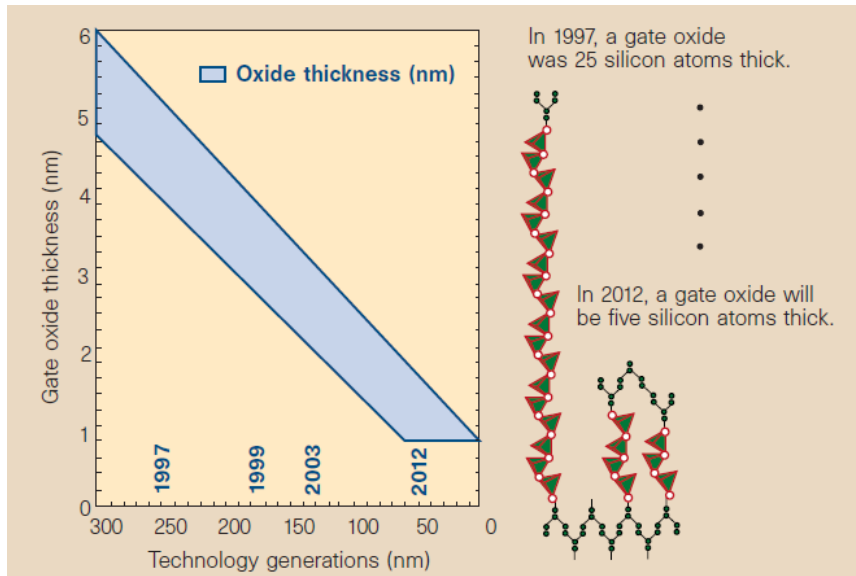 6
5
4
3
2
1
0
Gate oxide thickness (nm)
Oxide thickness (nm)
1997
1999
2003
2012
300
250
200
150
100
50
0
Technology generations (nm)
In 1997, a gate oxide
was 25 silicon atoms thick.
In 2012, a gate oxide will
be five silicon atoms thick.